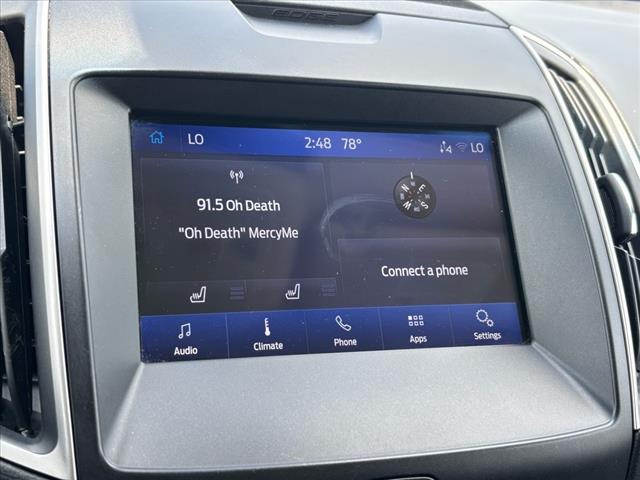 EDGE
LO 2:48 78° LO
91.5 Oh Death
"Oh Death" MercyMe
N E S W
Connect a phone
Audio Climate Phone Apps Settings